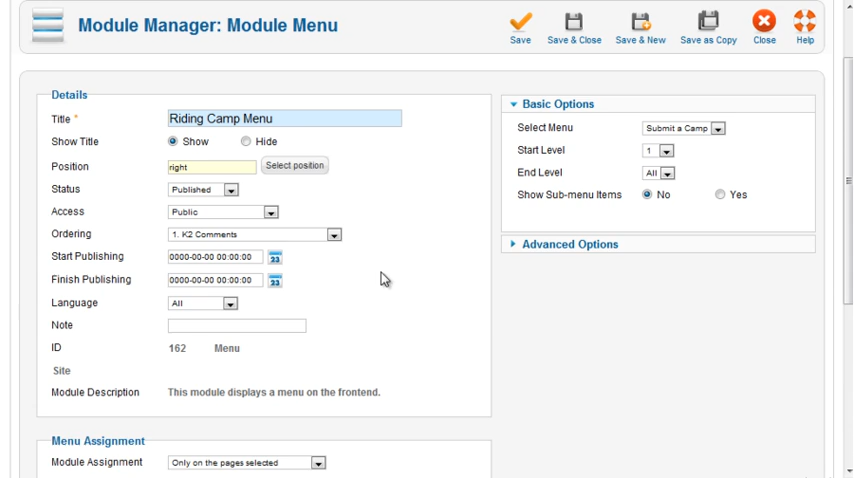 Module Manager: Module Menu
Save
Save & Close
Save & New
Save as Copy
Close
Help
Details
Title *
Riding Camp Menu
Show Title
Show
Hide
Position
right
Select position
Status
Published
Access
Public
Ordering
1. K2 Comments
Start Publishing
0000-00-00 00:00:00
23
Finish Publishing
0000-00-00 00:00:00
23
Language
All
Note
ID
162
Menu
Site
Module Description
This module displays a menu on the frontend.
Menu Assignment
Module Assignment
Only on the pages selected
Basic Options
Select Menu
Submit a Camp
Start Level
1
End Level
All
Show Sub-menu Items
No
Yes
Advanced Options